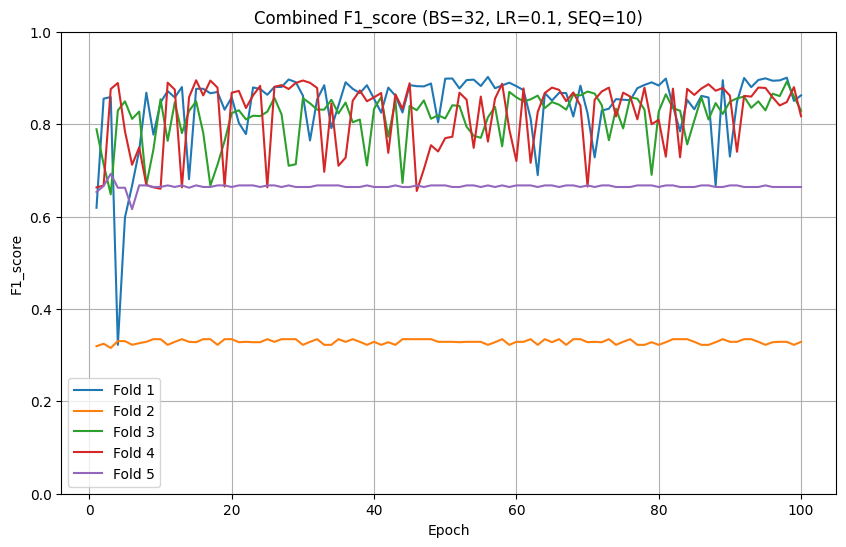 Combined F1_score (BS=32, LR=0.1, SEQ=10)
1.0
0.8
0.6
0.4
0.2
0.0
F1_score
Fold 1
Fold 2
Fold 3
Fold 4
Fold 5
0 20 40 60 80 100
Epoch